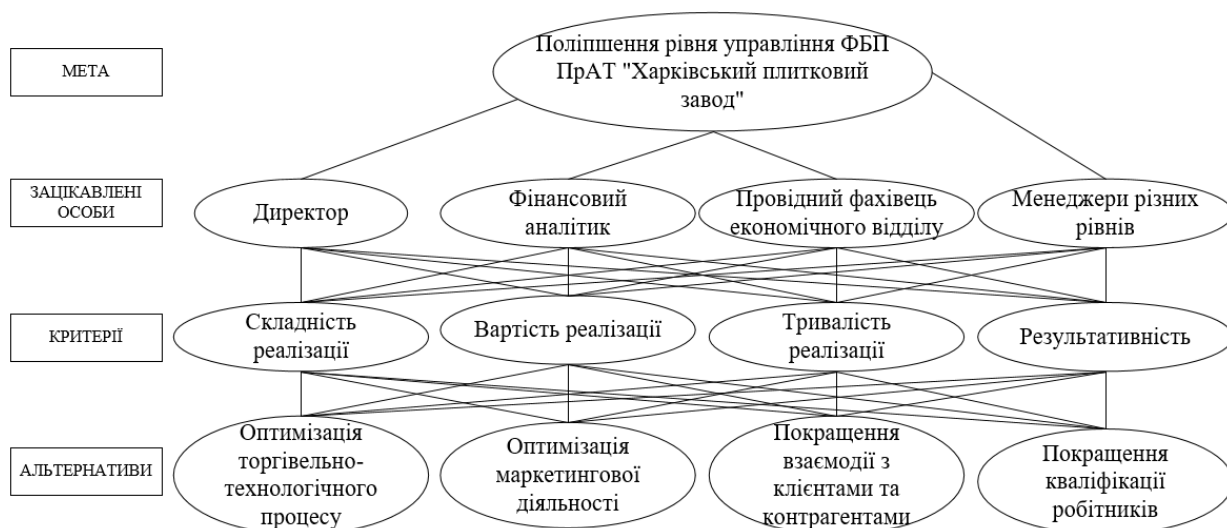 МЕТА
Поліпшення рівня управління ФБП
ПрАТ "Харківський плитковий
завод"
ЗАЦІКАВЛЕНІ
ОСОБИ
Директор
Фінансовий
аналітик
Провідний фахівець
економічного відділу
Менеджери різних
рівнів
КРИТЕРІЇ
Складність
реалізації
Вартість реалізації
Тривалість
реалізації
Результативність
АЛЬТЕРНАТИВИ
Оптимізація
торгівельно-
технологічного
процесу
Оптимізація
маркетингової
діяльності
Покращення
взаємодії з
клієнтами та
контрагентами
Покращення
кваліфікації
робітників